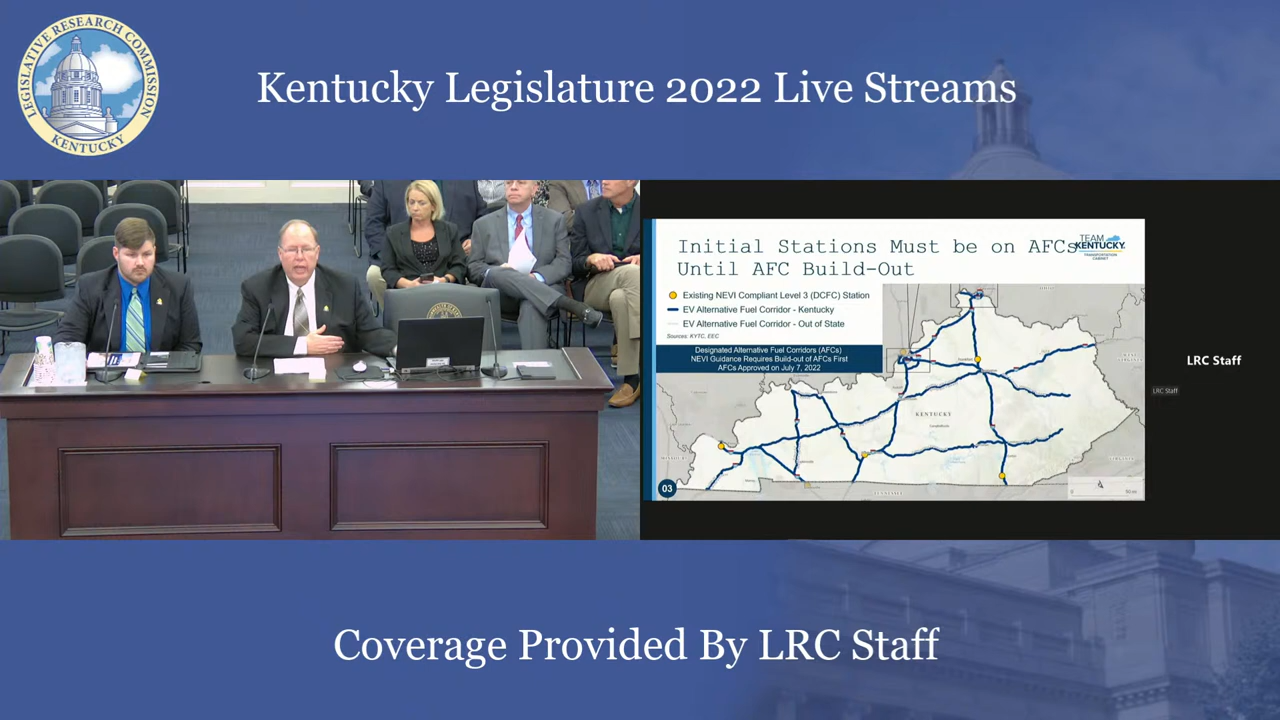 LEGISLATIVE RESEARCH COMMISSION
KENTUCKY
Kentucky Legislature 2022 Live Streams
Initial Stations Must be on AFCs
Until AFC Build-Out
TEAM
KENTUCKY
TRANSPORTATION
CABINET
Existing NEVI Compliant Level 3 (DCFC) Station
EV Alternative Fuel Corridor - Kentucky
EV Alternative Fuel Corridor - Out of State
Sources: KYTC, EEC
Designated Alternative Fuel Corridors (AFCs)
NEVI Guidance Requires Build-out of AFCs First
AFCs Approved on July 7, 2022
KENTUCKY
03
LRC Staff
LRC Staff
Coverage Provided By LRC Staff